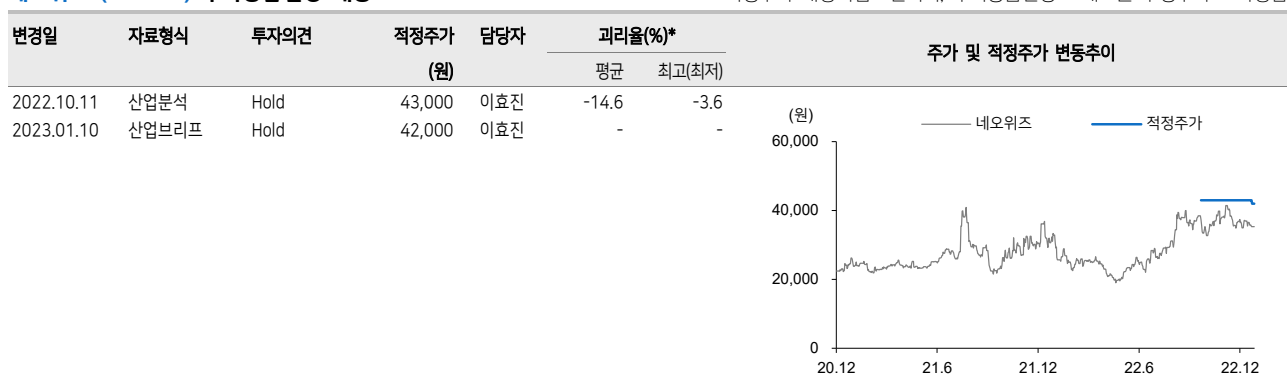 변경일 자료형식 투자의견 적정주가 담당자 괴리율(%)* 주가 및 적정주가 변동추이
(원) 평균 최고(최저)
2022.10.11 산업분석 Hold 43,000 이효진 -14.6 -3.6
2023.01.10 산업브리프 Hold 42,000 이효진 - -
(원)
네오위즈 적정주가
60,000
40,000
20,000
0
20.12 21.6 21.12 22.6 22.12